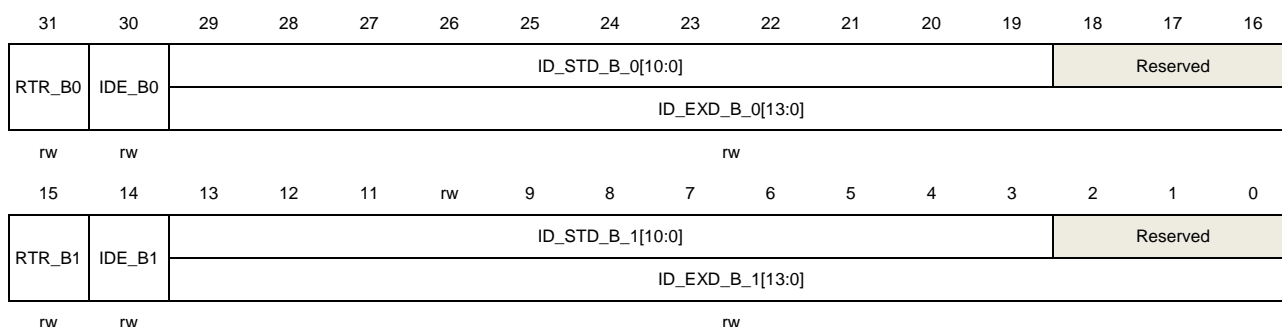 31 30 29 28 27 26 25 24 23 22 21 20 19 18 17 16
RTR_B0 IDE_B0 ID_STD_B_0[10:0] Reserved
ID_EXD_B_0[13:0]
rw rw rw
15 14 13 12 11 rw 9 8 7 6 5 4 3 2 1 0
RTR_B1 IDE_B1 ID_STD_B_1[10:0] Reserved
ID_EXD_B_1[13:0]
rw rw rw